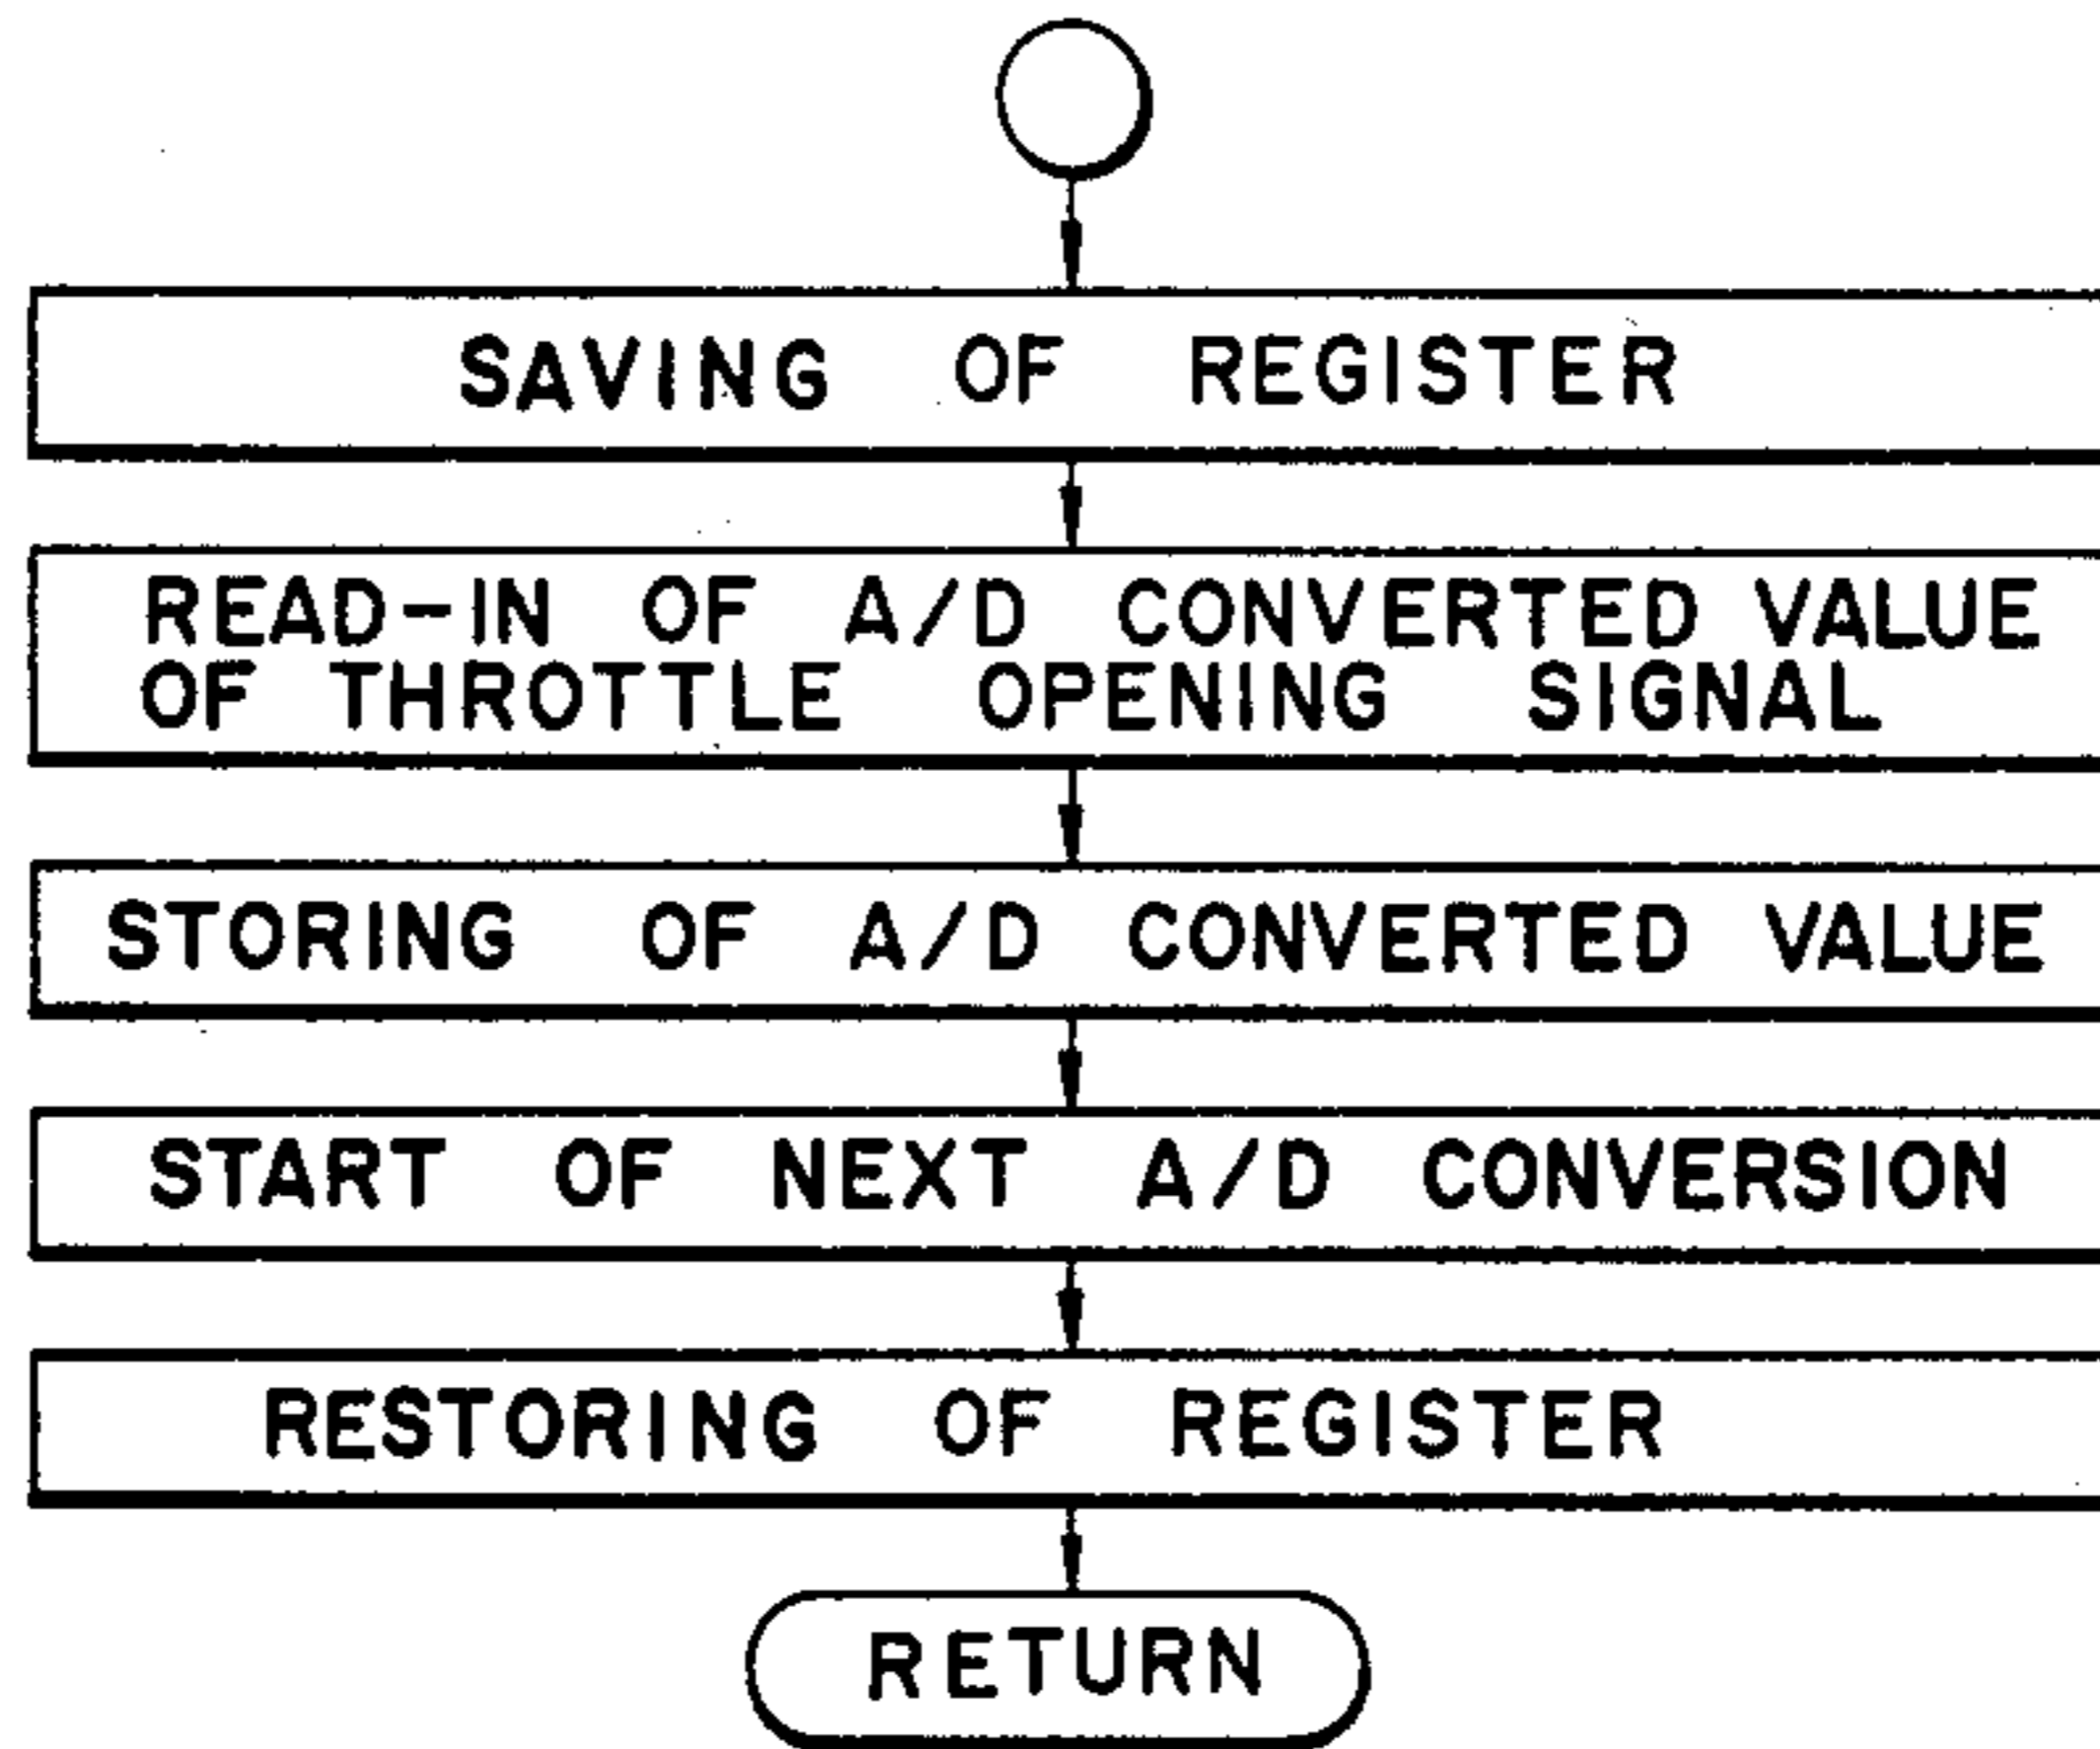 SAVING OF REGISTER
READ-IN OF A/D CONVERTED VALUE
OF THROTTLE OPENING SIGNAL
STORING OF A/D CONVERTED VALUE
START OF NEXT A/D CONVERSION
RESTORING OF REGISTER
RETURN